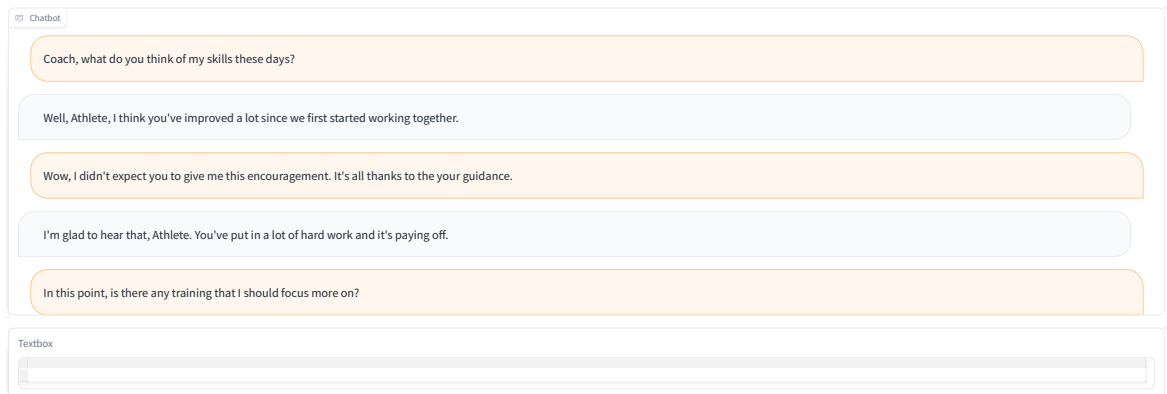 Chatbot
Coach, what do you think of my skills these days?
Well, Athlete, I think you've improved a lot since we first started working together.
Wow, I didn't expect you to give me this encouragement. It's all thanks to the your guidance.
I'm glad to hear that, Athlete. You've put in a lot of hard work and it's paying off.
In this point, is there any training that I should focus more on?
Textbox